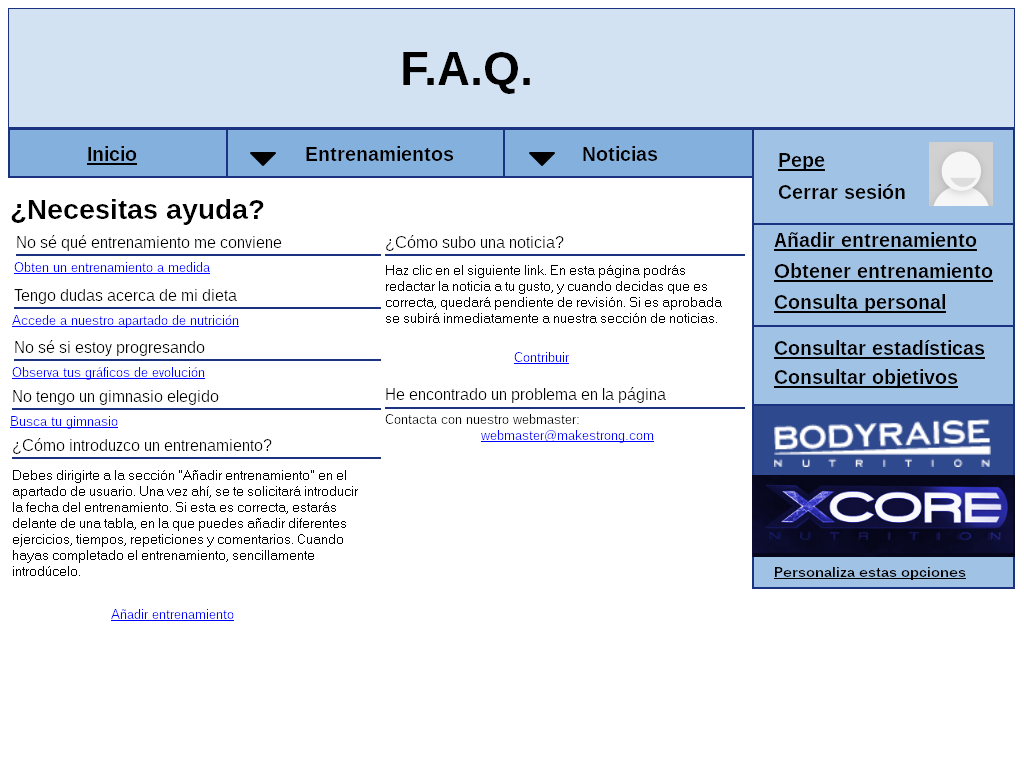 F.A.Q.
Inicio
Entrenamientos
Noticias
Pepe
Cerrar sesión
¿Necesitas ayuda?
No sé qué entrenamiento me conviene
Obten un entrenamiento a medida
Tengo dudas acerca de mi dieta
Accede a nuestro apartado de nutrición
No sé si estoy progresando
Observa tus gráficos de evolución
No tengo un gimnasio elegido
Busca tu gimnasio
¿Cómo introduzco un entrenamiento?
Debes dirigirte a la sección "Añadir entrenamiento" en el
apartado de usuario. Una vez ahí, se te solicitará introducir
la fecha del entrenamiento. Si esta es correcta, estarás
delante de una tabla, en la que puedes añadir diferentes
ejercicios, tiempos, repeticiones y comentarios. Cuando
hayas completado el entrenamiento, sencillamente
introdúcelo.
Añadir entrenamiento
¿Cómo subo una noticia?
Haz clic en el siguiente link. En esta página podrás
redactar la noticia a tu gusto, y cuando decidas que es
correcta, quedará pendiente de revisión. Si es aprobada
se subirá inmediatamente a nuestra sección de noticias.
Contribuir
He encontrado un problema en la página
Contacta con nuestro webmaster:
webmaster@makestrong.com
Añadir entrenamiento
Obtener entrenamiento
Consulta personal
Consultar estadísticas
Consultar objetivos
BODYRAISE
NUTRITION
XCORE
NUTRITION
Personaliza estas opciones